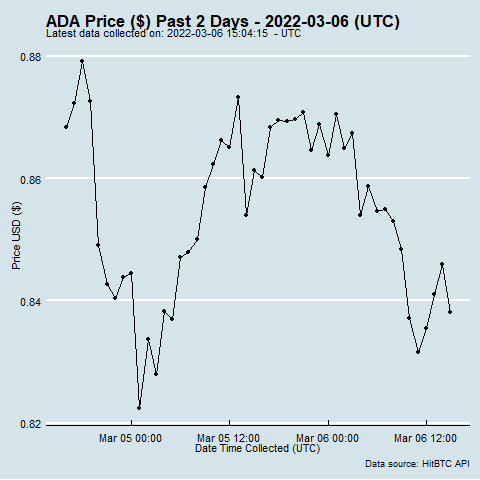 ADA Price ($) Past 2 Days - 2022-03-06 (UTC)
Latest data collected on: 2022-03-06 15:04:15  - UTC
0.88
0.86
0.84
0.82
Price USD ($)
Mar 05 00:00 Mar 05 12:00 Mar 06 00:00 Mar 06 12:00
Date Time Collected (UTC)
Data source: HitBTC API